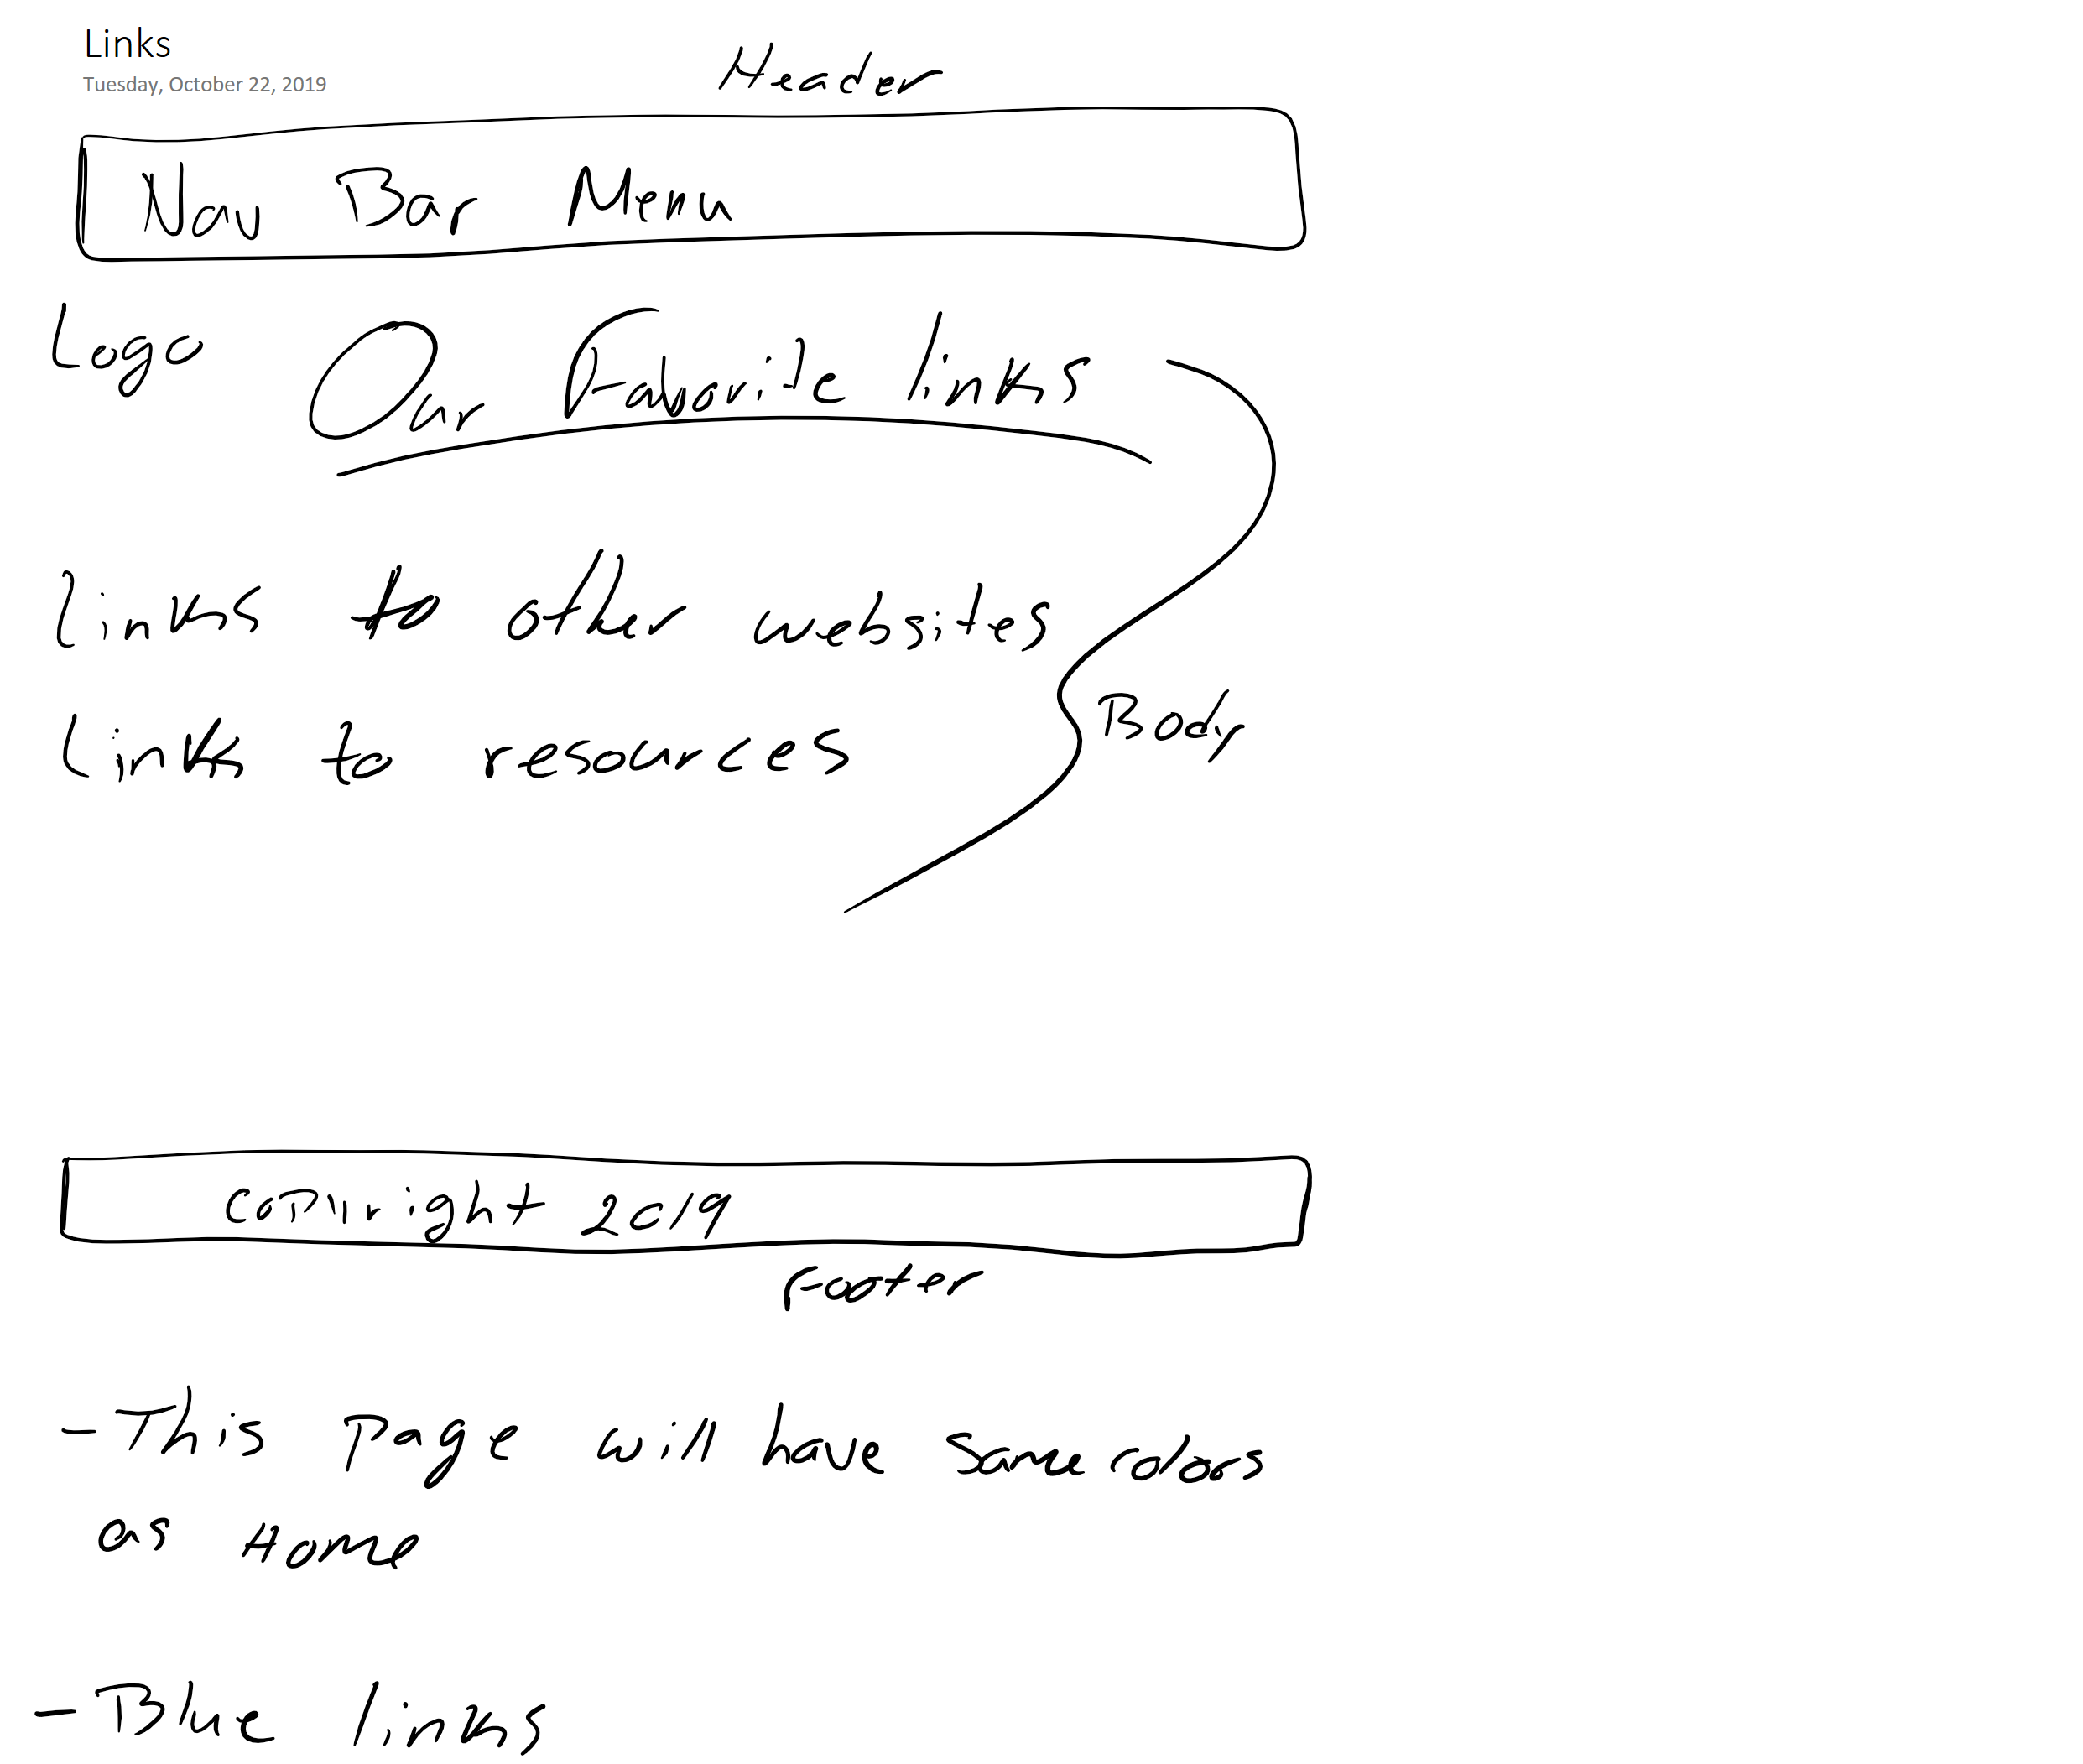 Links
Tuesday, October 22, 2019
Header
Nav Bar Menu
Logo
Our Favorite links
links to other websites
Links to resources
Body
copyright 2019
Footer
- This page will have same colors
as Home
- Blue links